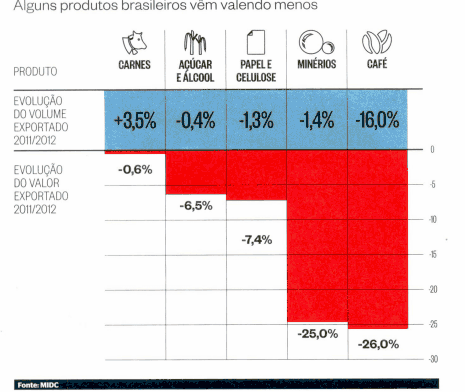 Alguns produtos brasileiros vêm valendo menos
PRODUTO
CARNES
AÇÚCAR
E ÁLCOOL
PAPEL E
CELULOSE
MINÉRIOS
CAFÉ
EVOLUÇÃO
DO VOLUME
EXPORTADO
2011/2012
+3,5% -0,4% -1,3% -1,4% -16,0%
EVOLUÇÃO
DO VALOR
EXPORTADO
2011/2012
-0,6%
-6,5%
-7,4%
-25,0%
-26,0%
0
-5
-10
-15
-20
-25
-30
Fonte: MIDC